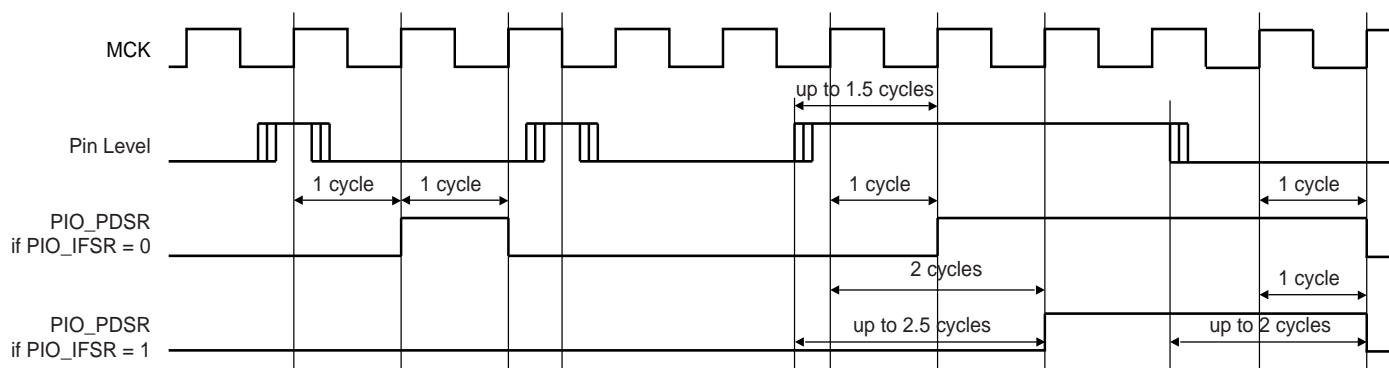 MCK
up to 1.5 cycles
Pin Level
1 cycle
1 cycle
1 cycle
1 cycle
PIO_PDSR
if PIO_IFSR = 0
2 cycles
1 cycle
PIO_PDSR
if PIO_IFSR = 1
up to 2.5 cycles
up to 2 cycles